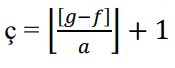 ç = ⌊[g−f]/a⌋ + 1